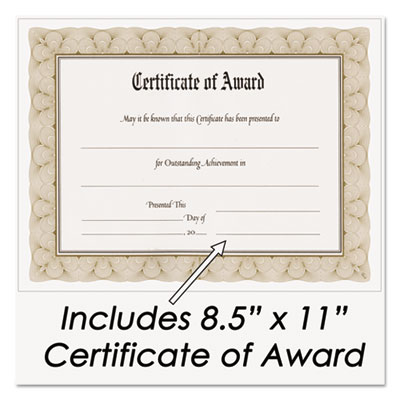 Certificate of Award
May it be known that this Certificate has been presented to
for Outstanding Achievement in
Presented This
Day of
, 20
Includes 8.5” x 11”
Certificate of Award